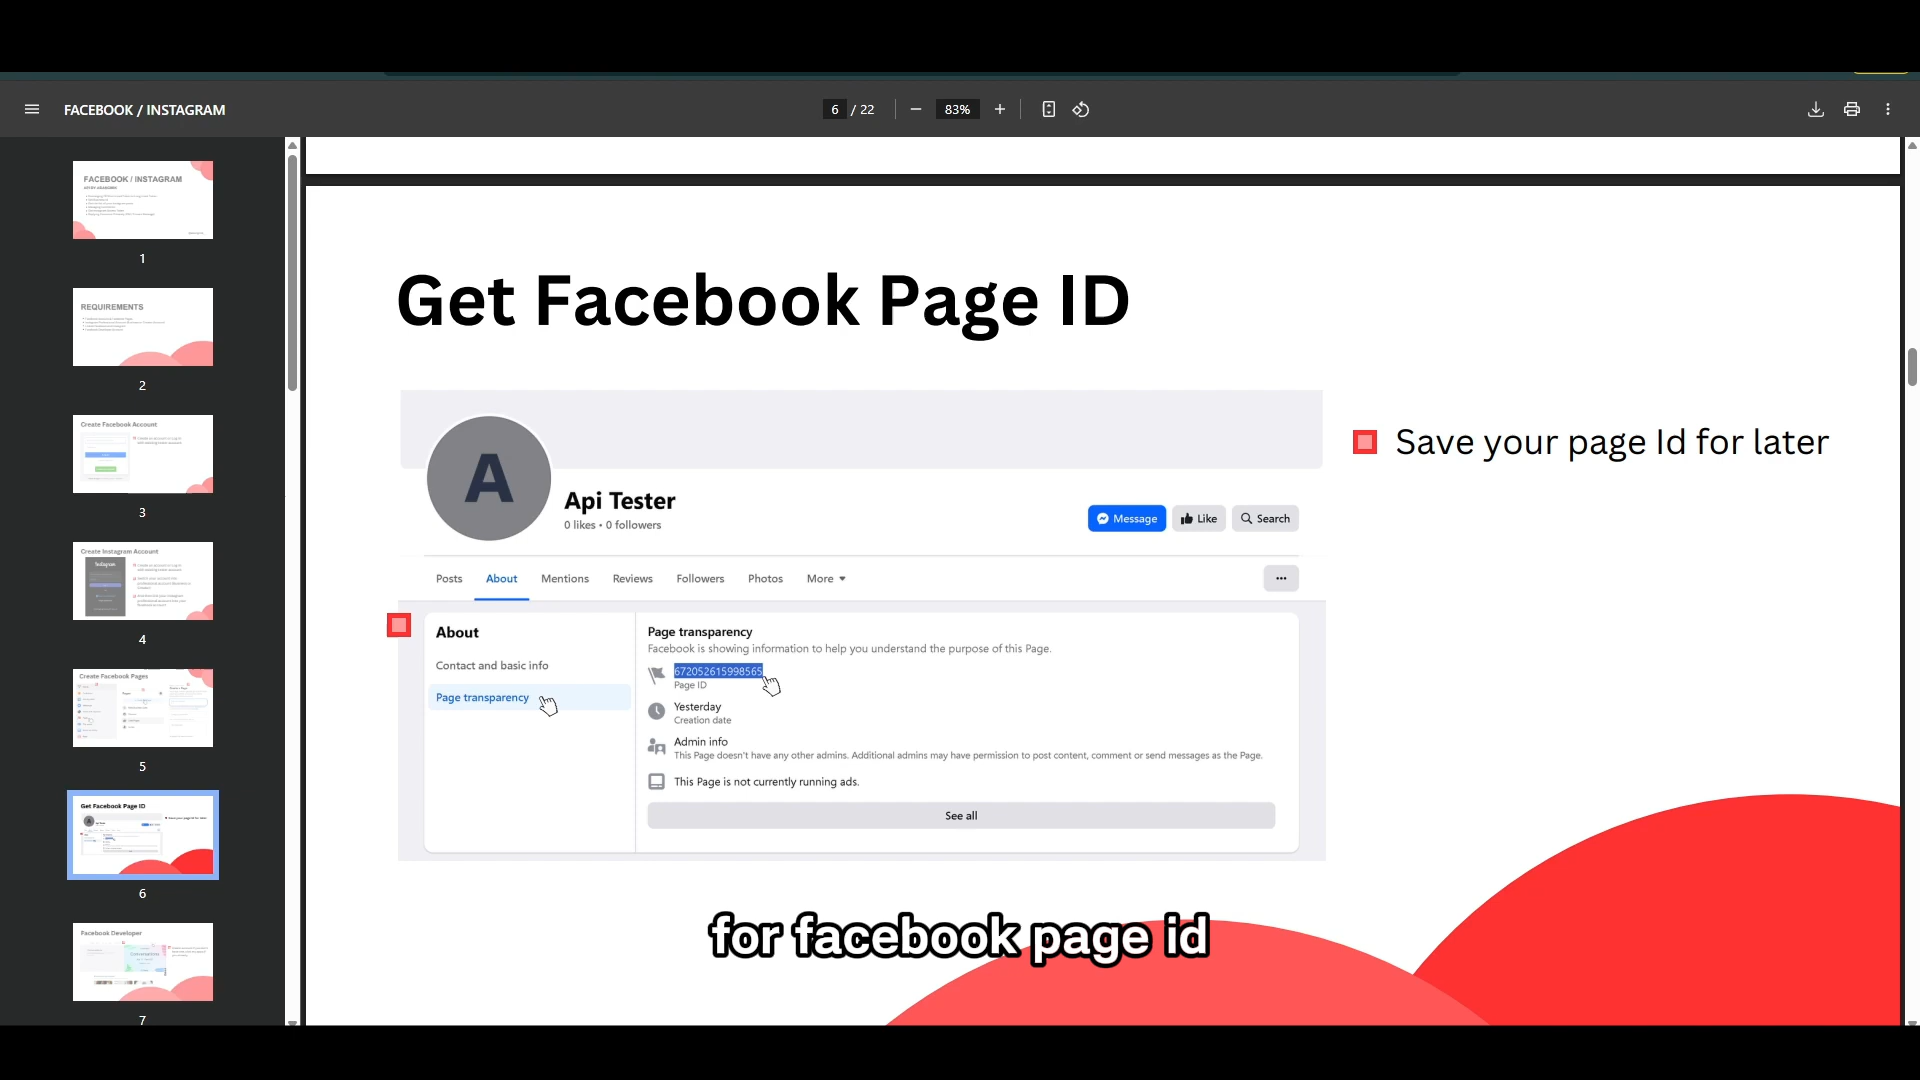 FACEBOOK / INSTAGRAM
6 / 22
83%
FACEBOOK / INSTAGRAM
1
REQUIREMENTS
2
Create Facebook Account
3
Create Instagram Account
Instagram
4
Create Facebook Pages
5
Get Facebook Page ID
6
Facebook Developer
7
Get Facebook Page ID
Save your page Id for later
A
Api Tester
0 likes • 0 followers
Message
Like
Search
Posts
About
Mentions
Reviews
Followers
Photos
More
About
Contact and basic info
Page transparency
Page transparency
Facebook is showing information to help you understand the purpose of this Page.
672052615998565
Page ID
Yesterday
Creation date
Admin info
This Page doesn't have any other admins. Additional admins may have permission to post content, comment or send messages as the Page.
This Page is not currently running ads.
See all
for facebook page id